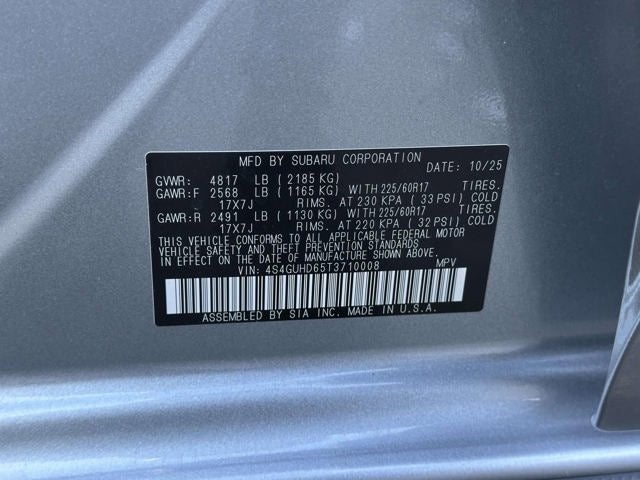 MFD BY SUBARU CORPORATION DATE: 10/25
GVWR: 4817 LB (2185 KG)
GAWR:F 2568 LB (1165 KG) WITH 225/60R17 TIRES.
17X7J RIMS. AT 230 KPA (33 PSI) COLD
GAWR:R 2491 LB (1130 KG) WITH 225/60R17 TIRES.
17X7J RIMS. AT 220 KPA (32 PSI) COLD
THIS VEHICLE CONFORMS TO ALL APPLICABLE FEDERAL MOTOR
VEHICLE SAFETY AND THEFT PREVENTION STANDARDS
IN EFFECT ON THE DATE OF MANUFACTURE SHOWN ABOVE.
VIN: 4S4GUHD65T3710008 MPV
ASSEMBLED BY SIA INC. MADE IN U.S.A.